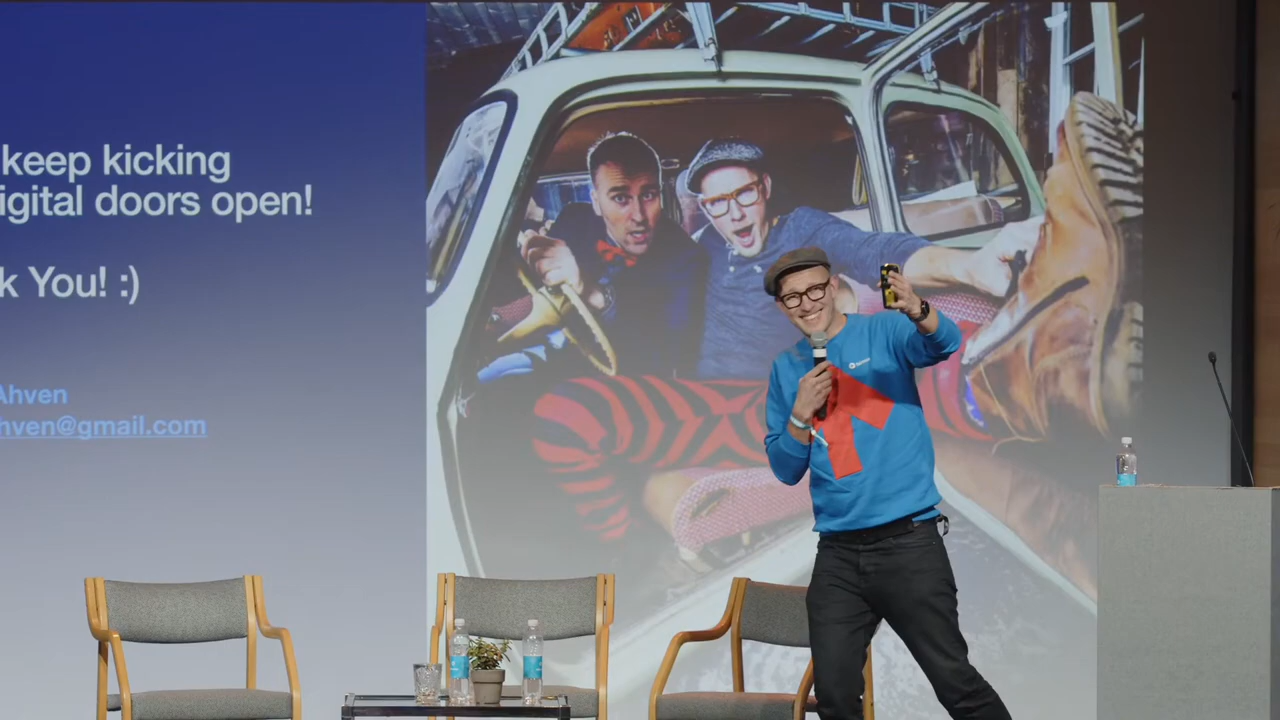 keep kicking
igital doors open!
k You! :)
Ahven
hven@gmail.com